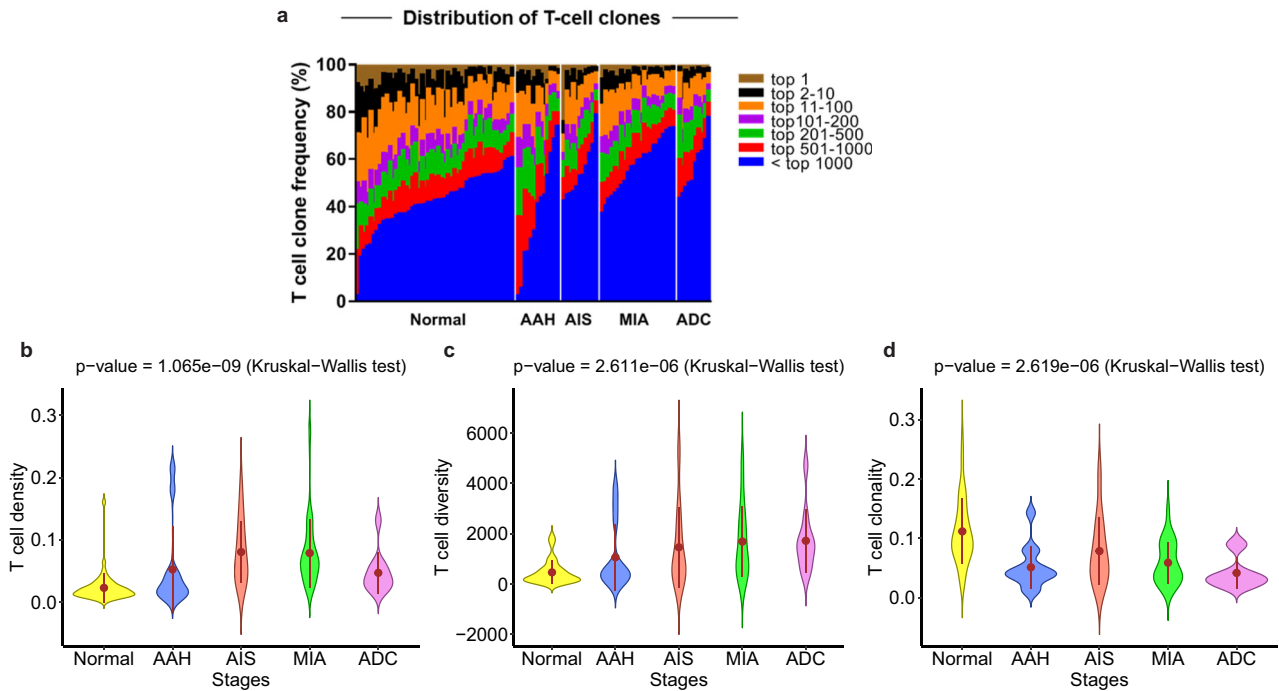 a
Distribution of T-cell clones
T cell clone frequency (%)
100
80
60
40
20
0
Normal AAH AIS MIA ADC
top 1
top 2-10
top 11-100
top101-200
top 201-500
top 501-1000
< top 1000
b
p−value = 1.065e−09 (Kruskal−Wallis test)
T cell density
0.3
0.2
0.1
0.0
Normal AAH AIS MIA ADC
Stages
c
p−value = 2.611e−06 (Kruskal−Wallis test)
T cell diversity
6000
4000
2000
0
−2000
Normal AAH AIS MIA ADC
Stages
d
p−value = 2.619e−06 (Kruskal−Wallis test)
T cell clonality
0.3
0.2
0.1
0.0
Normal AAH AIS MIA ADC
Stages